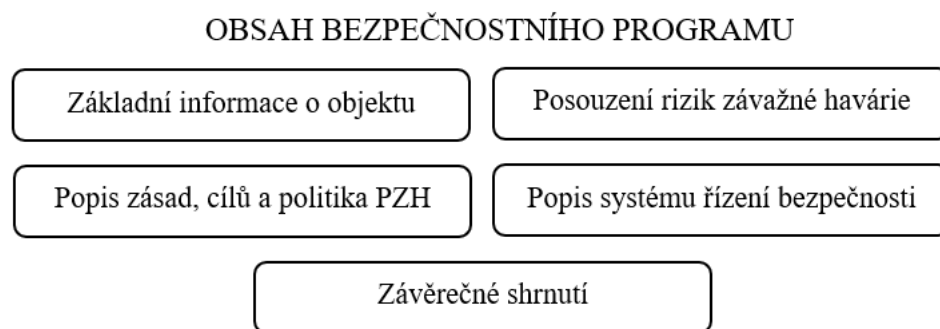 OBSAH BEZPEČNOSTNÍHO PROGRAMU
Základní informace o objektu
Posouzení rizik závažné havárie
Popis zásad, cílů a politika PZH
Popis systému řízení bezpečnosti
Závěrečné shrnutí